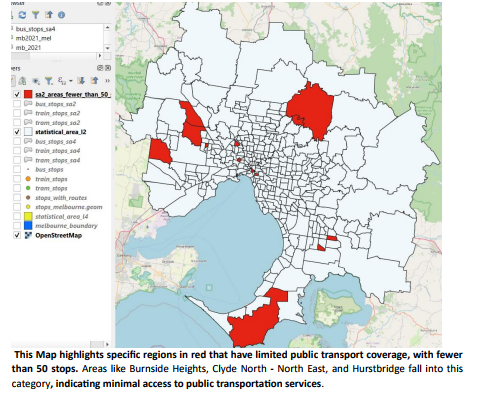 bus_stops_sa4
mb2021_mel
mb_2021
ers
sa2_areas_fewer_than_50_
bus_stops_sa2
train_stops_sa2
tram_stops_sa2
statistical_area_l2
bus_stops_sa4
train_stops_sa4
tram_stops_sa4
bus_stops
train_stops
tram_stops
stops_with_routes
stops_melbourne.geom
statistical_area_l4
melbourne_boundary
OpenStreetMap
This Map highlights specific regions in red that have limited public transport coverage, with fewer
than 50 stops. Areas like Burnside Heights, Clyde North - North East, and Hurstbridge fall into this
category, indicating minimal access to public transportation services.